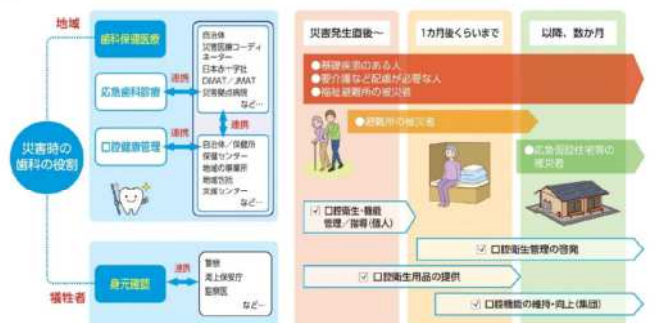 地域
歯科保健医療
応急歯科診療
口腔健康管理
連携
連携
連携
自治体
災害医療コーディ
ネーター
日本赤十字社
DMAT/JMAT
災害拠点病院
など…
自治体/保健所
保健センター
地域の事業所
地域包括
支援センター
など…
災害時の
歯科の役割
身元確認
連携
警察
海上保安庁
監察医
など…
犠牲者
災害発生直後~
1カ月後くらいまで
以降、数か月
●基礎疾患のある人
●要介護など配慮が必要な人
●福祉避難所の被災者
●避難所の被災者
●応急仮設住宅等の
被災者
☑ 口腔衛生・機能
管理/指導(個人)
☑ 口腔衛生管理の啓発
☑ 口腔衛生用品の提供
☑ 口腔機能の維持・向上(集団)